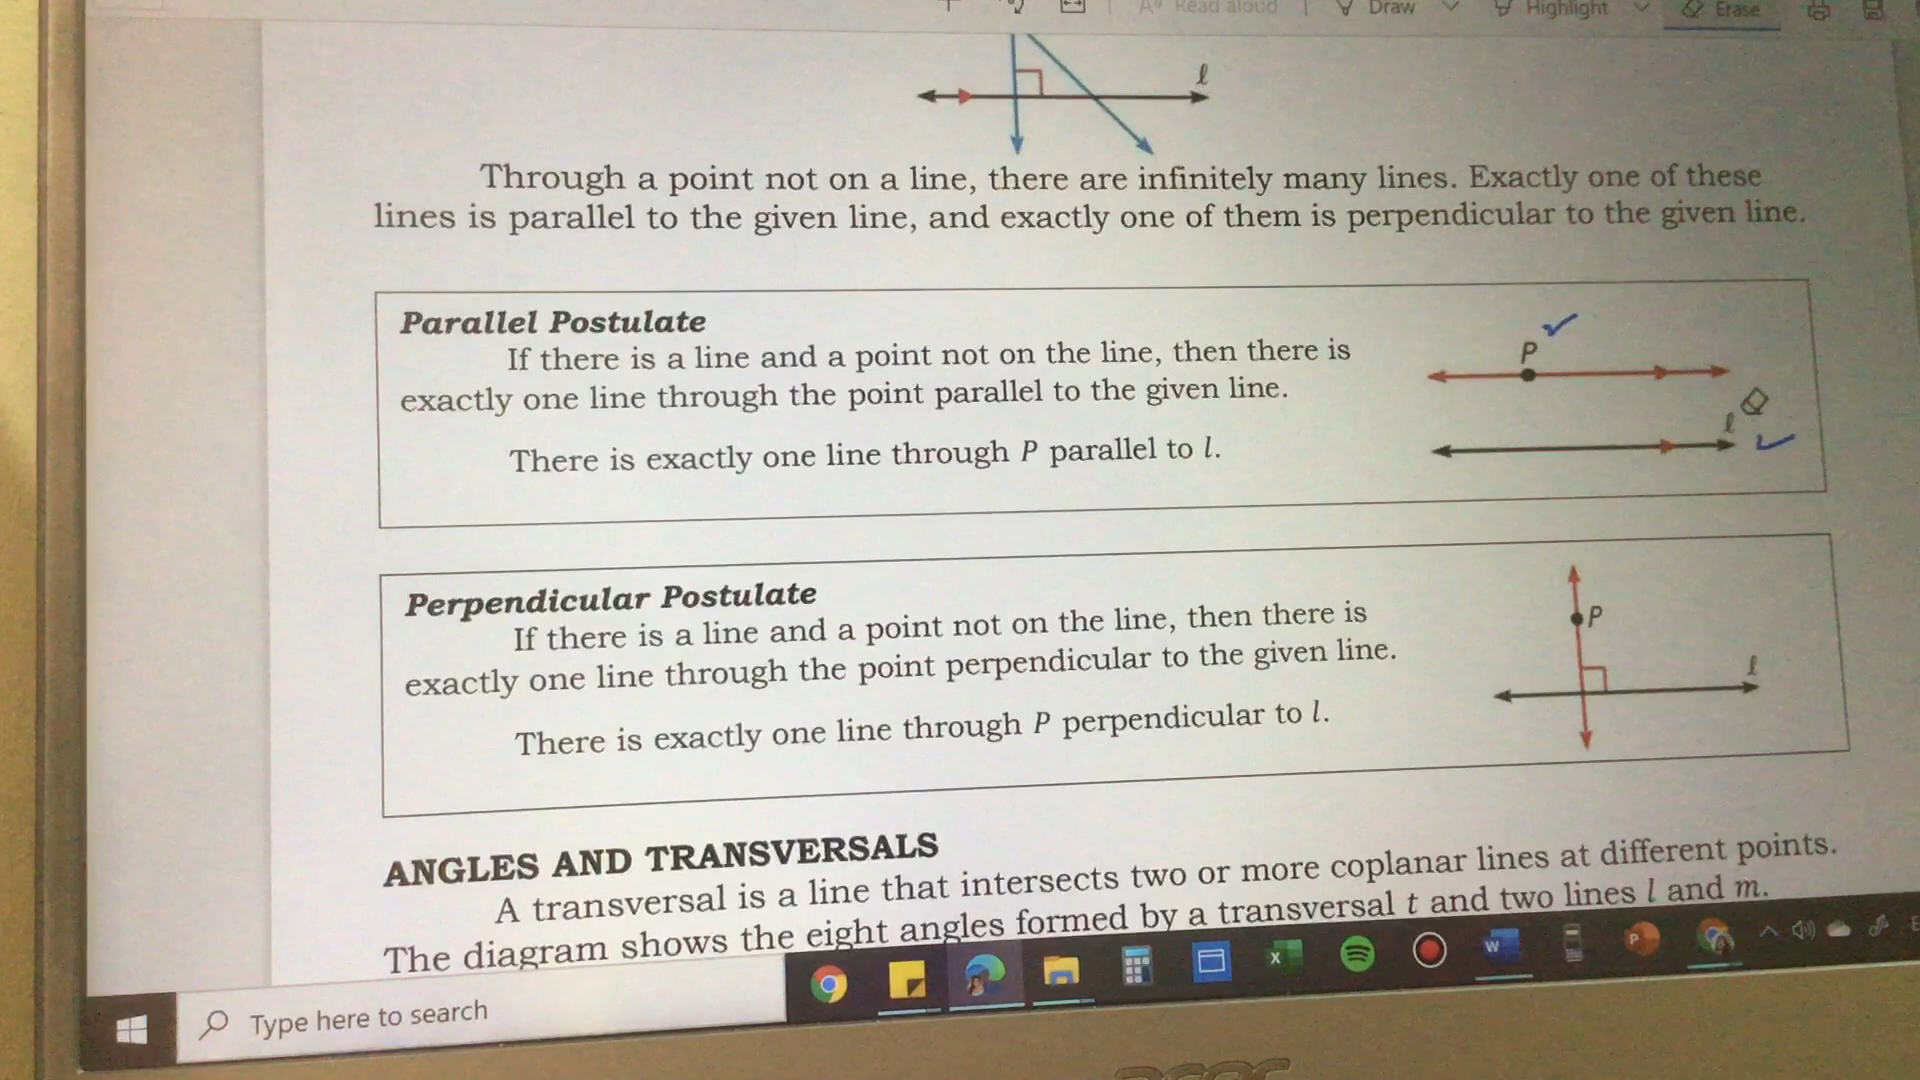 Read aloud
Draw
Highlight
Erase
ℓ
Through a point not on a line, there are infinitely many lines. Exactly one of these
lines is parallel to the given line, and exactly one of them is perpendicular to the given line.
Parallel Postulate
If there is a line and a point not on the line, then there is
exactly one line through the point parallel to the given line.
There is exactly one line through P parallel to l.
P
ℓ
Perpendicular Postulate
If there is a line and a point not on the line, then there is
exactly one line through the point perpendicular to the given line.
There is exactly one line through P perpendicular to l.
P
ℓ
ANGLES AND TRANSVERSALS
A transversal is a line that intersects two or more coplanar lines at different points.
The diagram shows the eight angles formed by a transversal t and two lines l and m.
Type here to search